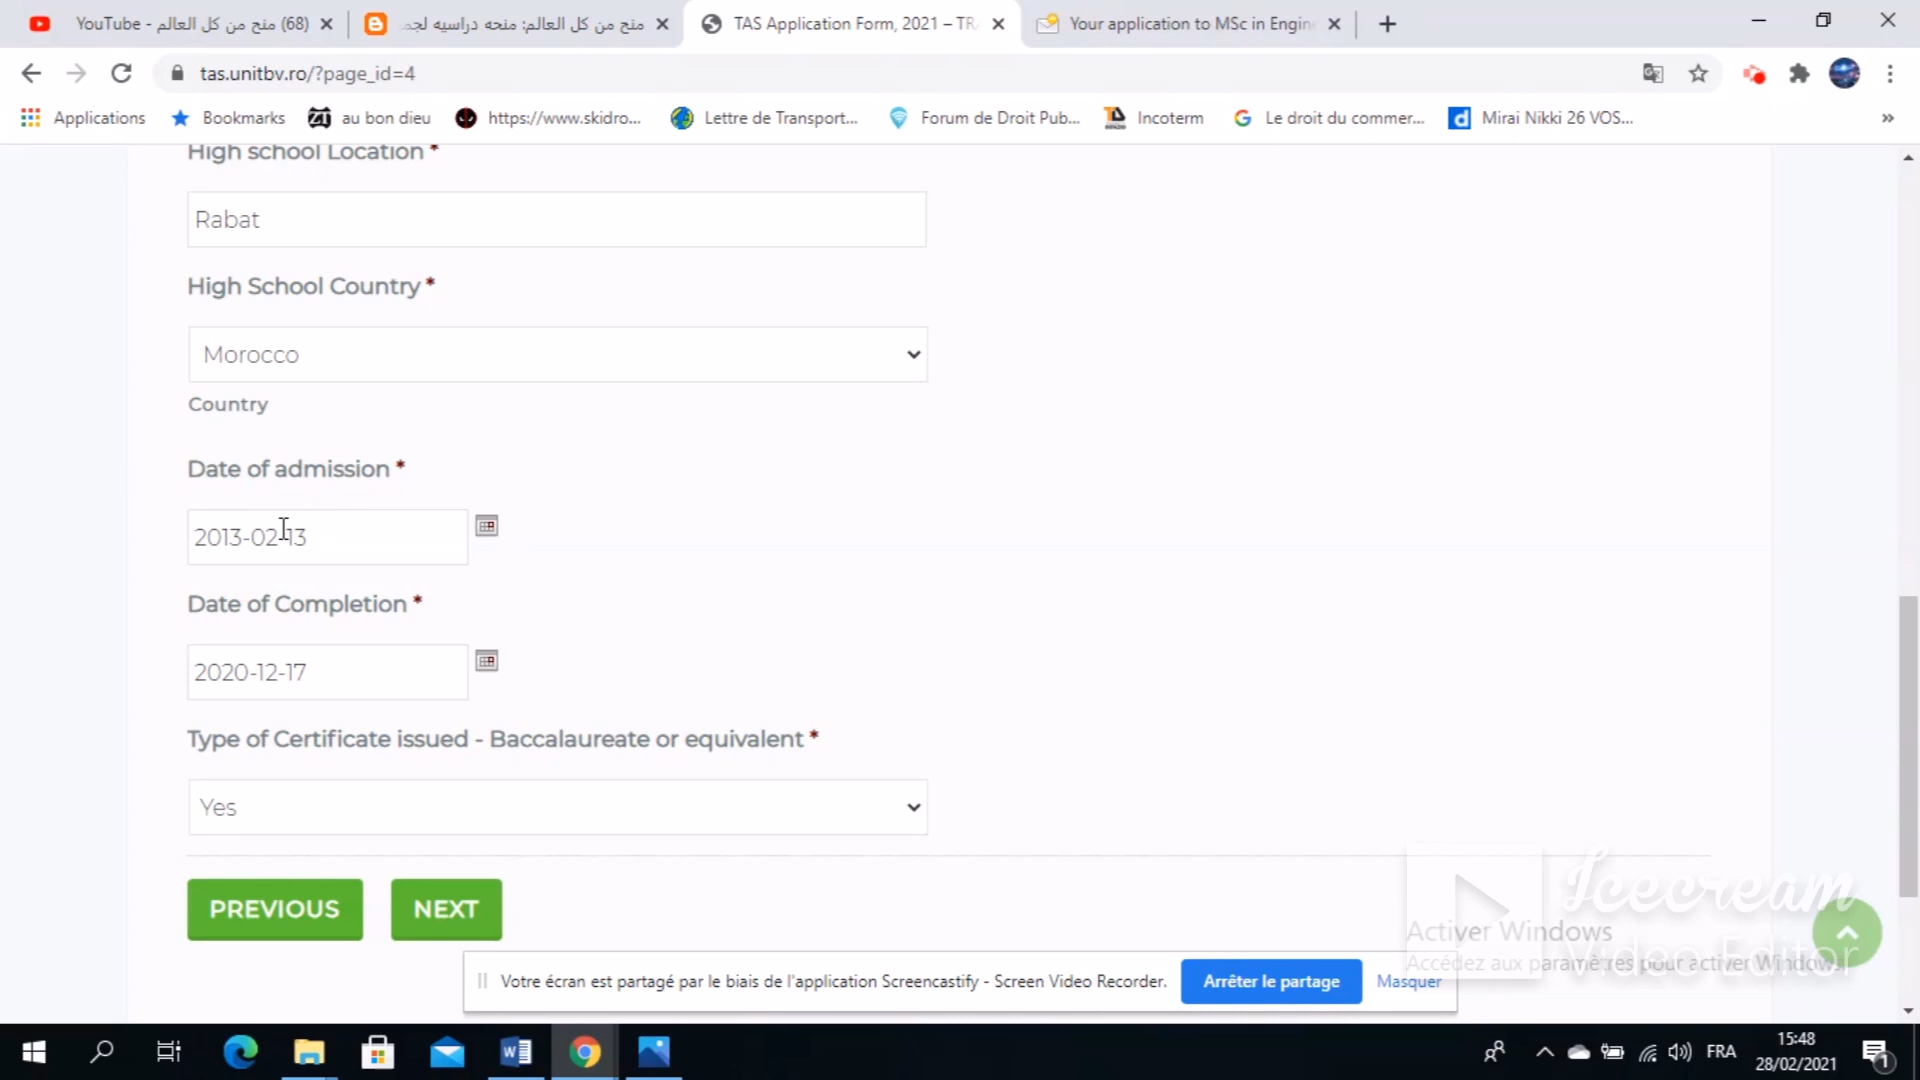 YouTube - منح من كل العالم (68)
منح من كل العالم: منحه دراسيه لجم
TAS Application Form, 2021 – TR
Your application to MSc in Engin
tas.unitbv.ro/?page_id=4
Applications
Bookmarks
au bon dieu
https://www.skidro...
Lettre de Transport...
Forum de Droit Pub...
Incoterm
Le droit du commer...
Mirai Nikki 26 VOS...
»
High school Location *
Rabat
High School Country *
Morocco
Country
Date of admission *
2013-02-13
Date of Completion *
2020-12-17
Type of Certificate issued - Baccalaureate or equivalent *
Yes
PREVIOUS
NEXT
Icecream
Video Editor
Activer Windows
Accédez aux paramètres pour activer Windows.
Votre écran est partagé par le biais de l'application Screencastify - Screen Video Recorder.
Arrêter le partage
Masquer
FRA
15:48
28/02/2021
1